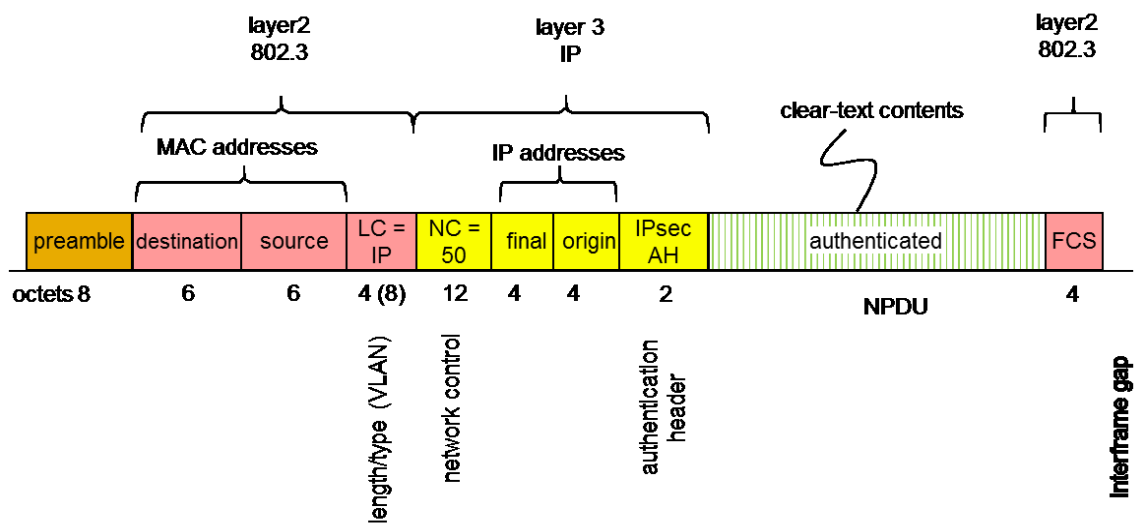 layer2
802.3
layer 3
IP
layer2
802.3
clear-text contents
MAC addresses
IP addresses
preamble
destination
source
LC =
IP
NC =
50
final
origin
IPsec
AH
authenticated
FCS
octets 8
6
6
4 (8)
12
4
4
2
NPDU
4
length/type (VLAN)
network control
authentication
header
Interframe gap